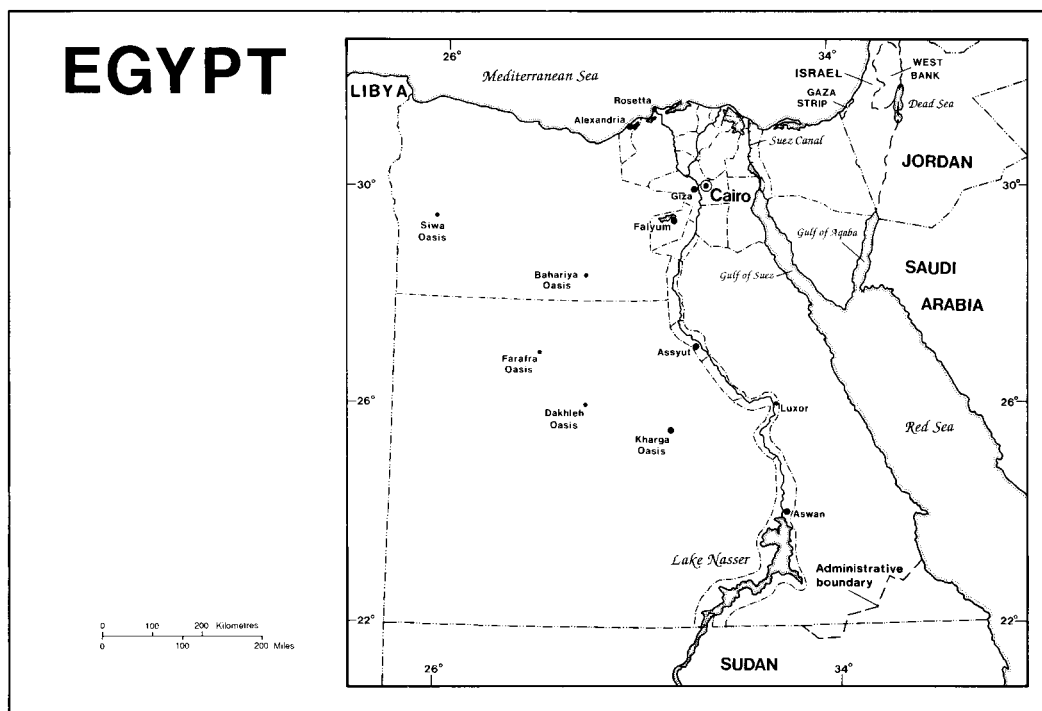 EGYPT
26°
34°
Mediterranean Sea
ISRAEL
WEST
BANK
LIBYA
GAZA
STRIP
Dead Sea
Rosetta
Alexandria
Suez Canal
JORDAN
30°
30°
Giza
Cairo
Siwa
Oasis
Faiyum
Gulf of Aqaba
Gulf of Suez
SAUDI
ARABIA
Bahariya
Oasis
Assyut
Farafra
Oasis
26°
26°
Dakhleh
Oasis
Luxor
Kharga
Oasis
Red Sea
Aswan
Lake Nasser
Administrative
boundary
0 100 200 Kilometres
0 100 200 Miles
22°
22°
SUDAN
26°
34°